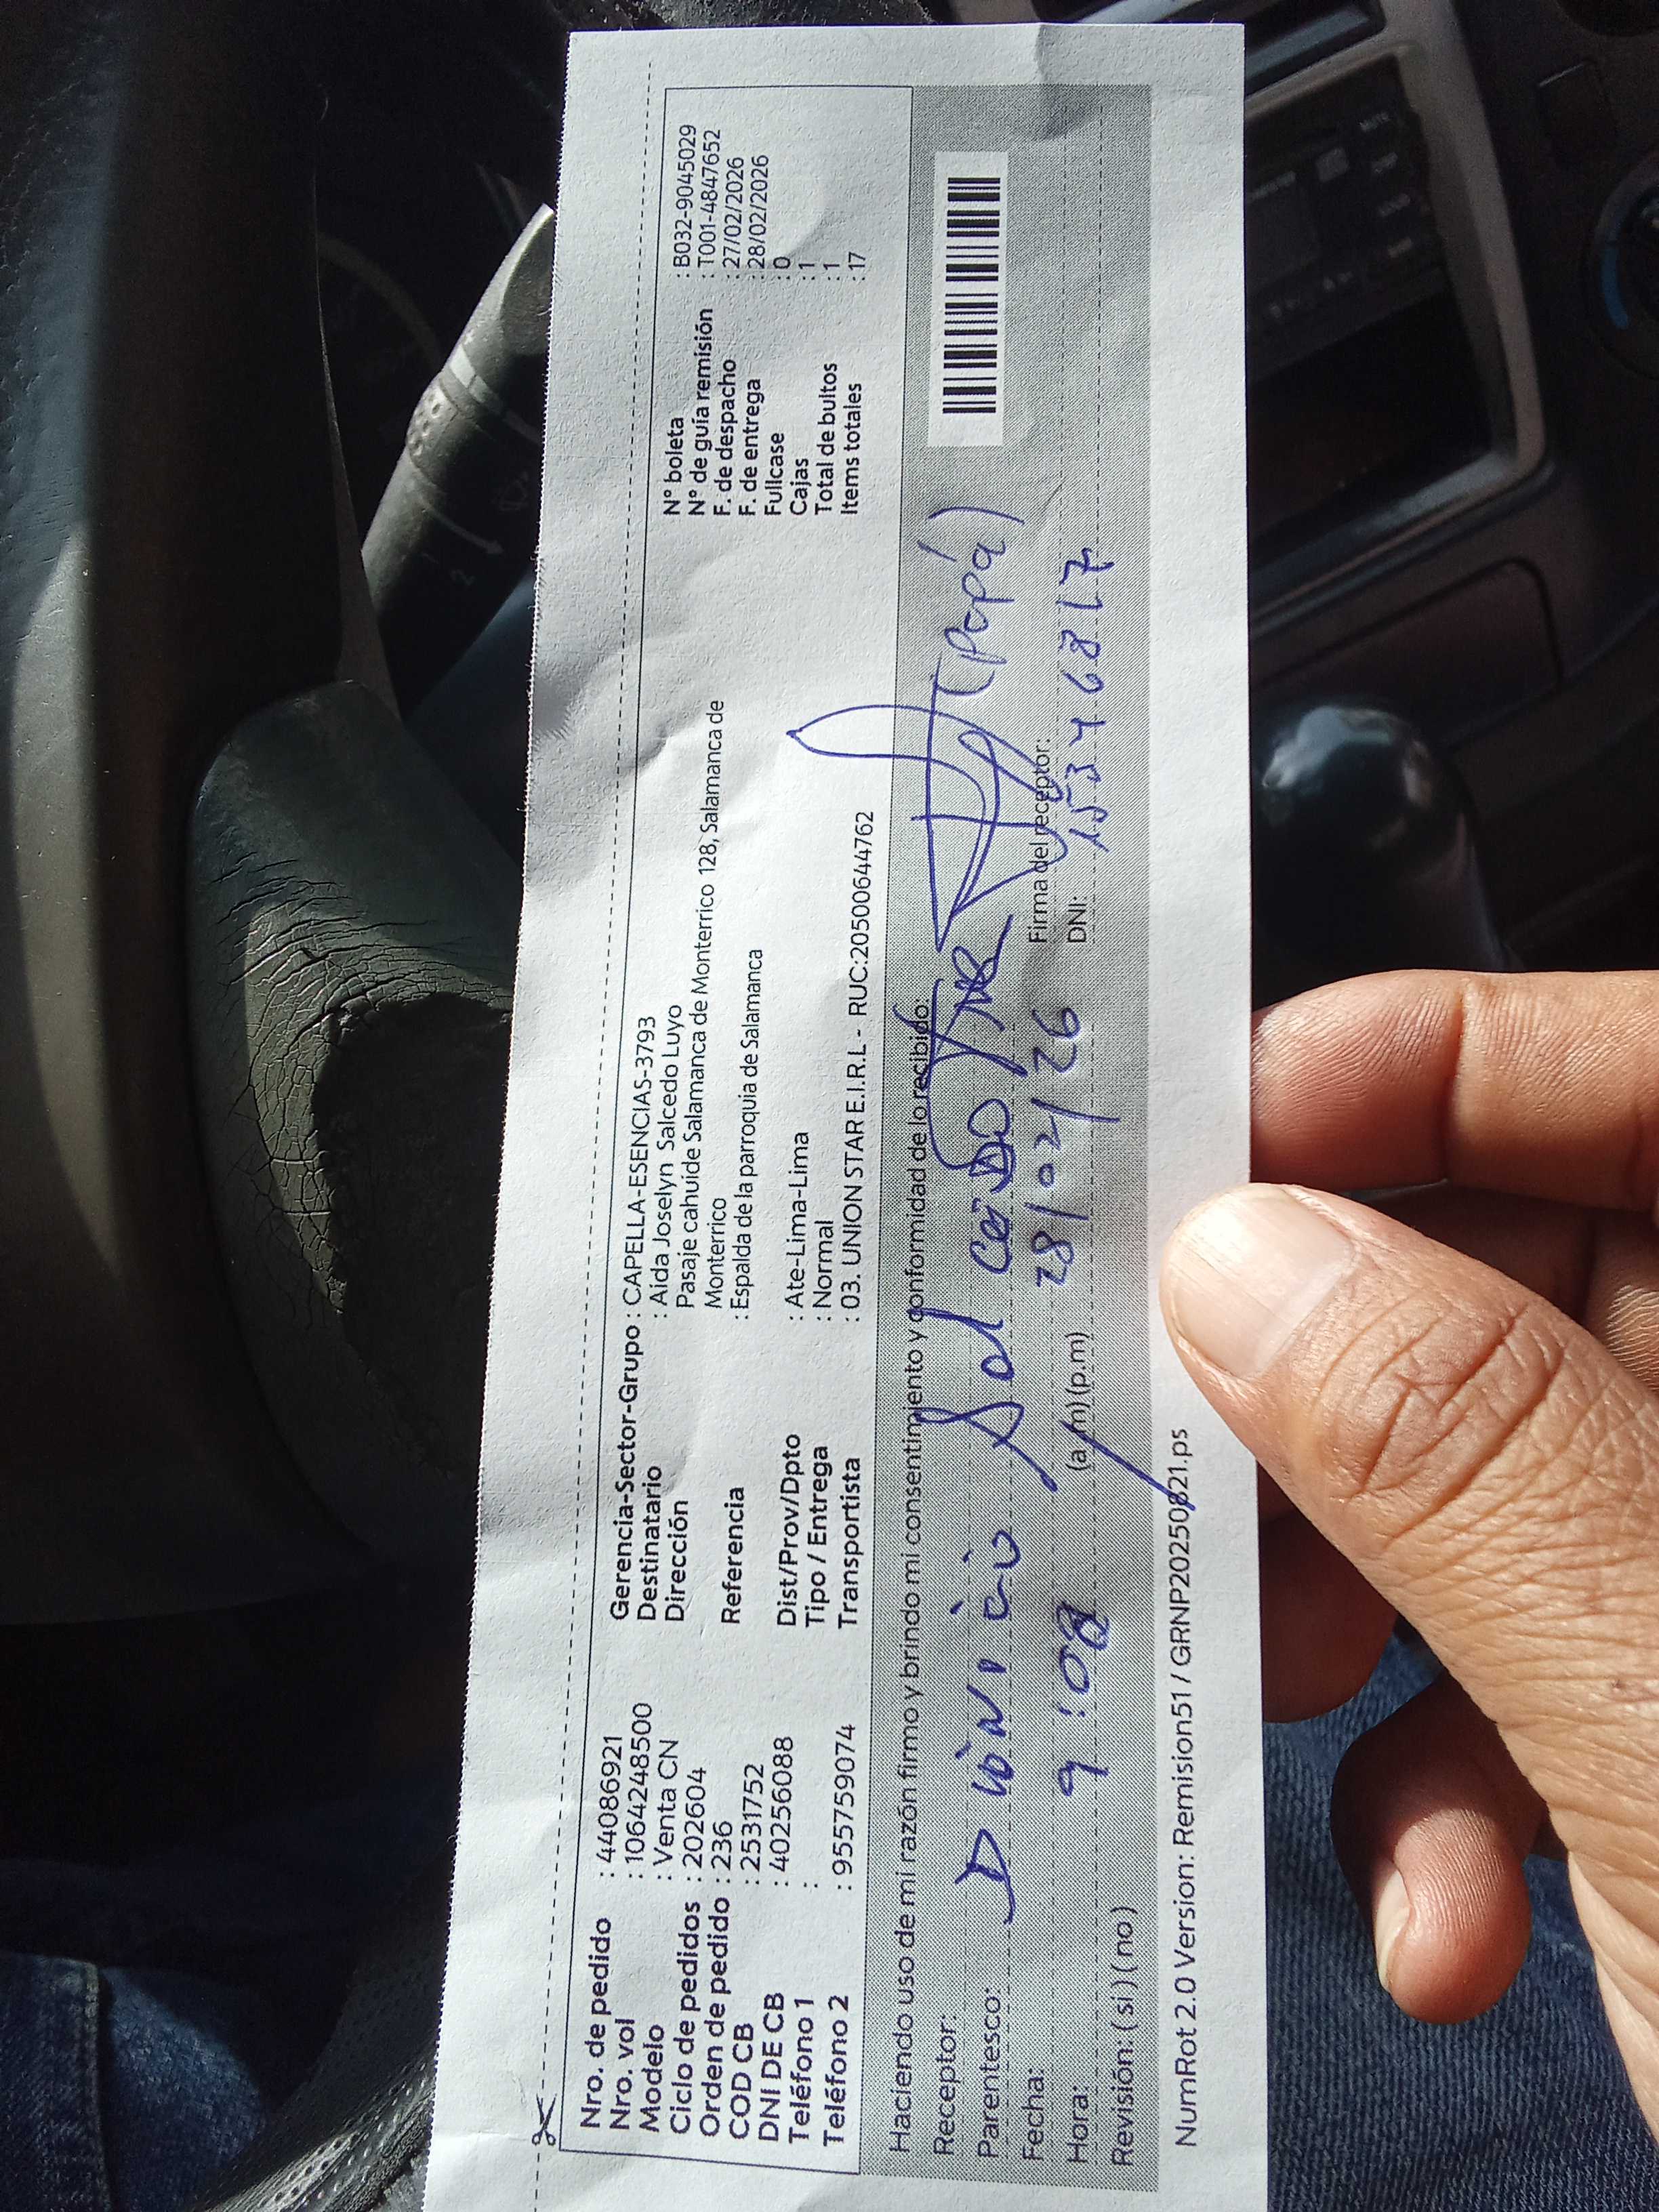 Nro. de pedido : 44086921
Nro. vol : 10642248500
Modelo : Venta CN
Ciclo de pedidos : 202604
Orden de pedido : 236
COD CB : 2531752
DNI DE CB : 40256088
Teléfono 1 :
Teléfono 2 : 955759074
Gerencia-Sector-Grupo : CAPELLA-ESENCIAS-3793
Destinatario : Aida Joselyn Salcedo Luyo
Dirección Pasaje cahuide Salamanca de Monterrico 128, Salamanca de
Monterrico
Referencia : Espalda de la parroquia de Salamanca
Dist/Prov/Dpto : Ate-Lima-Lima
Tipo / Entrega : Normal
Transportista : 03. UNION STAR E.I.R.L - RUC:20500644762
N° boleta : B032-9045029
N° de guía remisión : T001-4847652
F. de despacho : 27/02/2026
F. de entrega : 28/02/2026
Fullcase : 0
Cajas : 1
Total de bultos : 1
Items totales : 17
Haciendo uso de mi razón firmo y brindo mi consentimiento y conformidad de lo recibido:
Receptor: Dionicio Salcedo
Parentesco: (Papá)
Fecha: 28/02/26 Firma del receptor:
Hora: 9:08 (a.m)(p.m) DNI: 15346817
Revisión: (si) (no)
NumRot 2.0 Version: Remision51 / GRNP20250821.ps